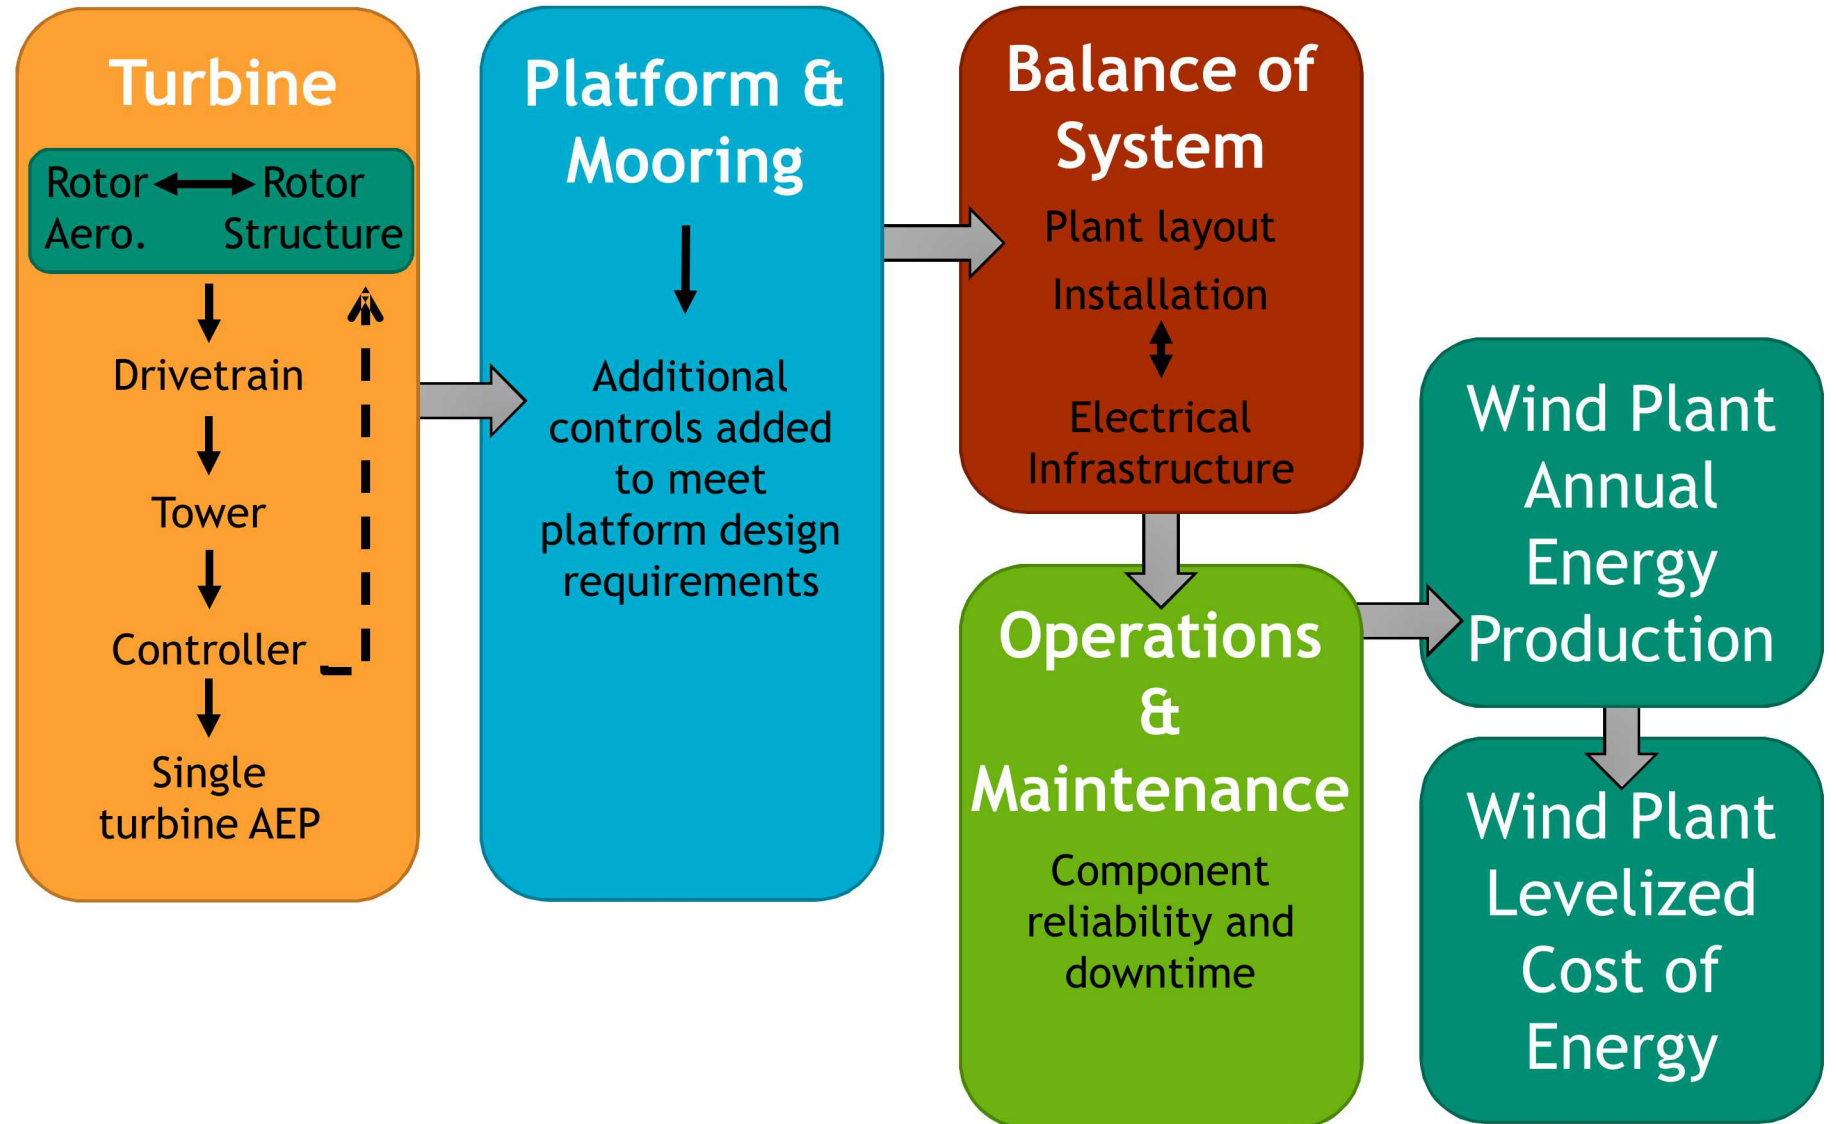 Turbine
Rotor Rotor
Aero. Structure
Drivetrain
Tower
Controller
Single
turbine AEP
Platform &
Mooring
Additional
controls added
to meet
platform design
requirements
Balance of
System
Plant layout
Installation
Electrical
Infrastructure
Operations
&
Maintenance
Component
reliability and
downtime
Wind Plant
Annual
Energy
Production
Wind Plant
Levelized
Cost of
Energy